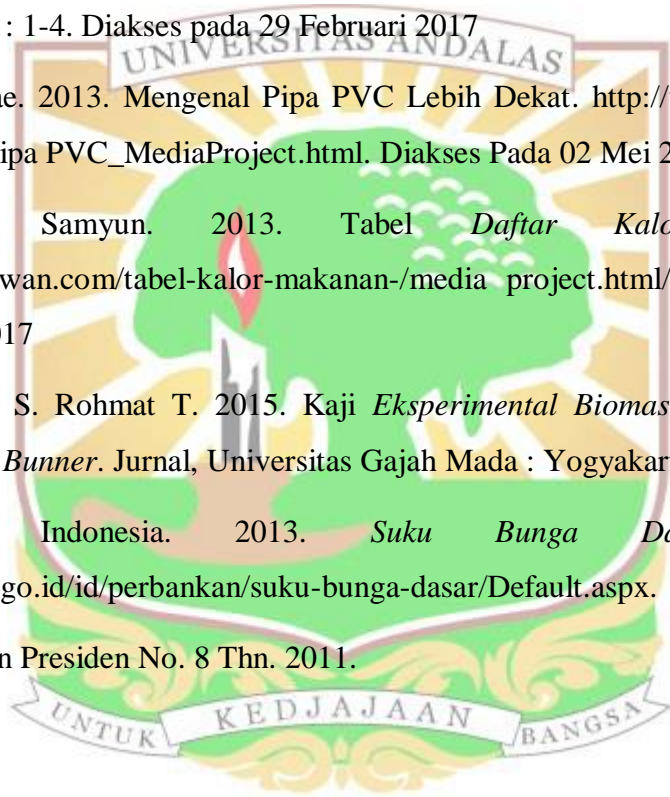 : 1-4. Diakses pada 29 Februari 2017
UNIVERSITAS ANDALAS
ae. 2013. Mengenal Pipa PVC Lebih Dekat. http://
ipa PVC_MediaProject.html. Diakses Pada 02 Mei 2
Samyun. 2013. Tabel Daftar Kalo
wan.com/tabel-kalor-makanan-/media project.html/
017
S. Rohmat T. 2015. Kaji Eksperimental Biomas
Bunner. Jurnal, Universitas Gajah Mada : Yogyakar
Indonesia. 2013. Suku Bunga Da
go.id/id/perbankan/suku-bunga-dasar/Default.aspx.
n Presiden No. 8 Thn. 2011.
UNTUK KEDJAJAAN BANGSA